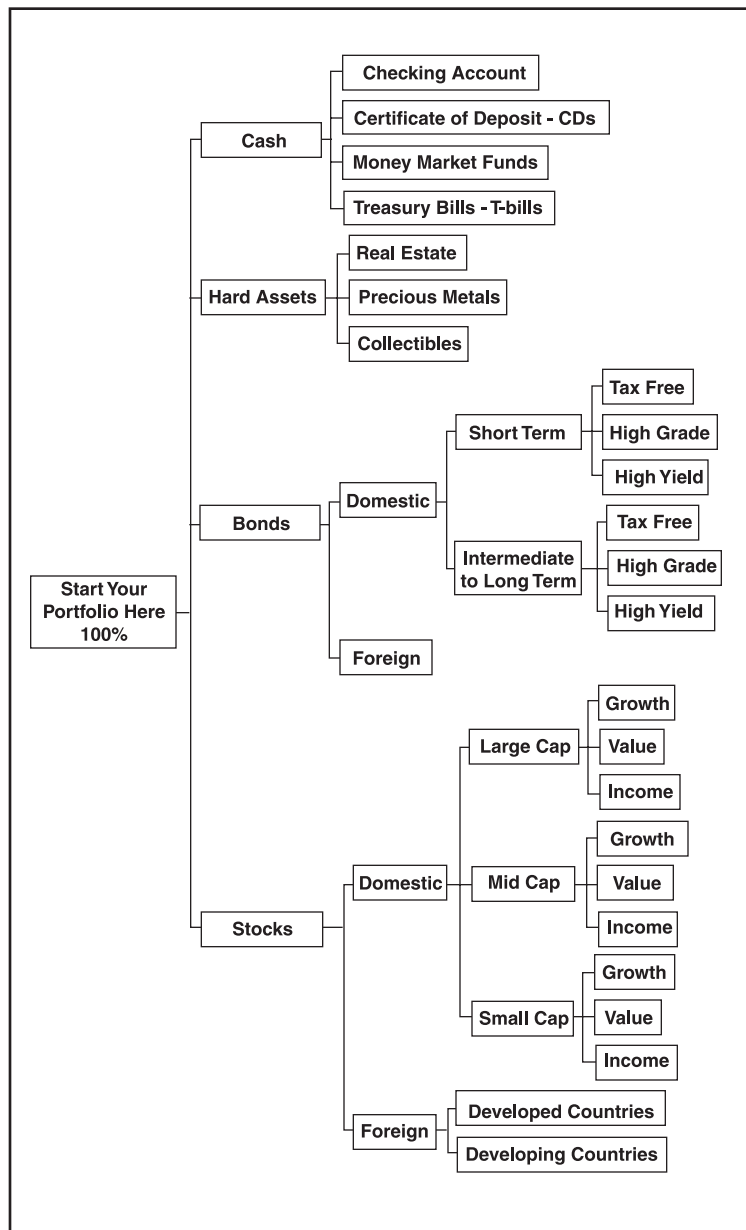 Checking Account
Certificate of Deposit - CDs
Cash
Money Market Funds
Treasury Bills - T-bills
Real Estate
Hard Assets
Precious Metals
Collectibles
Tax Free
Short Term
High Grade
High Yield
Domestic
Bonds
Tax Free
Intermediate
to Long Term
High Grade
High Yield
Start Your
Portfolio Here
100%
Foreign
Growth
Large Cap
Value
Income
Growth
Domestic
Mid Cap
Value
Income
Stocks
Growth
Small Cap
Value
Income
Developed Countries
Foreign
Developing Countries